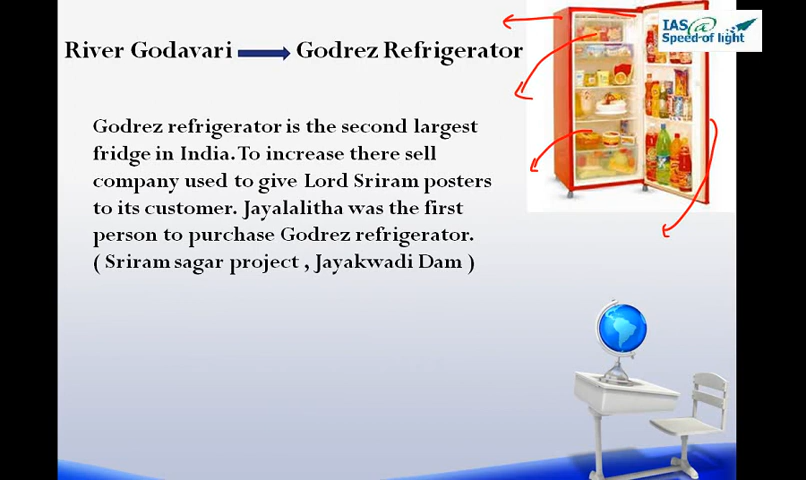 IAS@
Speed of light
River Godavari Godrez Refrigerator
Godrez refrigerator is the second largest
fridge in India. To increase there sell
company used to give Lord Sriram posters
to its customer. Jayalalitha was the first
person to purchase Godrez refrigerator.
( Sriram sagar project , Jayakwadi Dam )